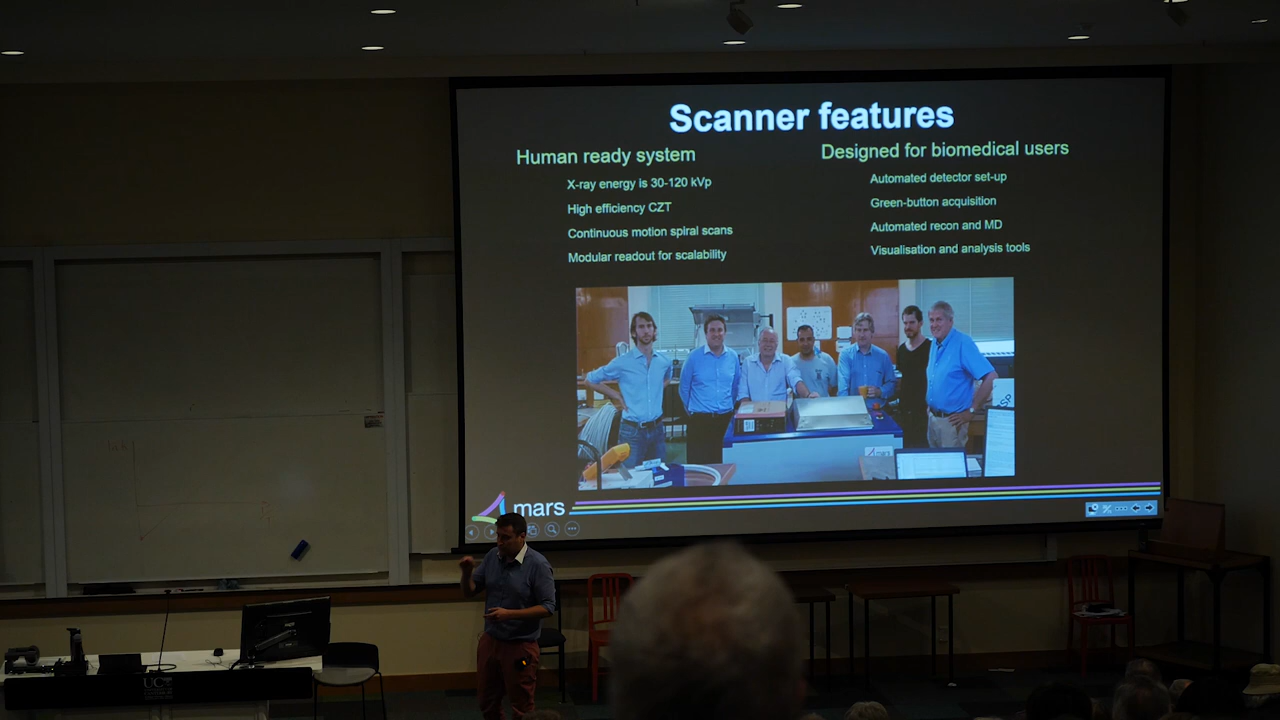 Scanner features
Human ready system
X-ray energy is 30-120 kVp
High efficiency CZT
Continuous motion spiral scans
Modular readout for scalability
Designed for biomedical users
Automated detector set-up
Green-button acquisition
Automated recon and MD
Visualisation and analysis tools
mars
UC